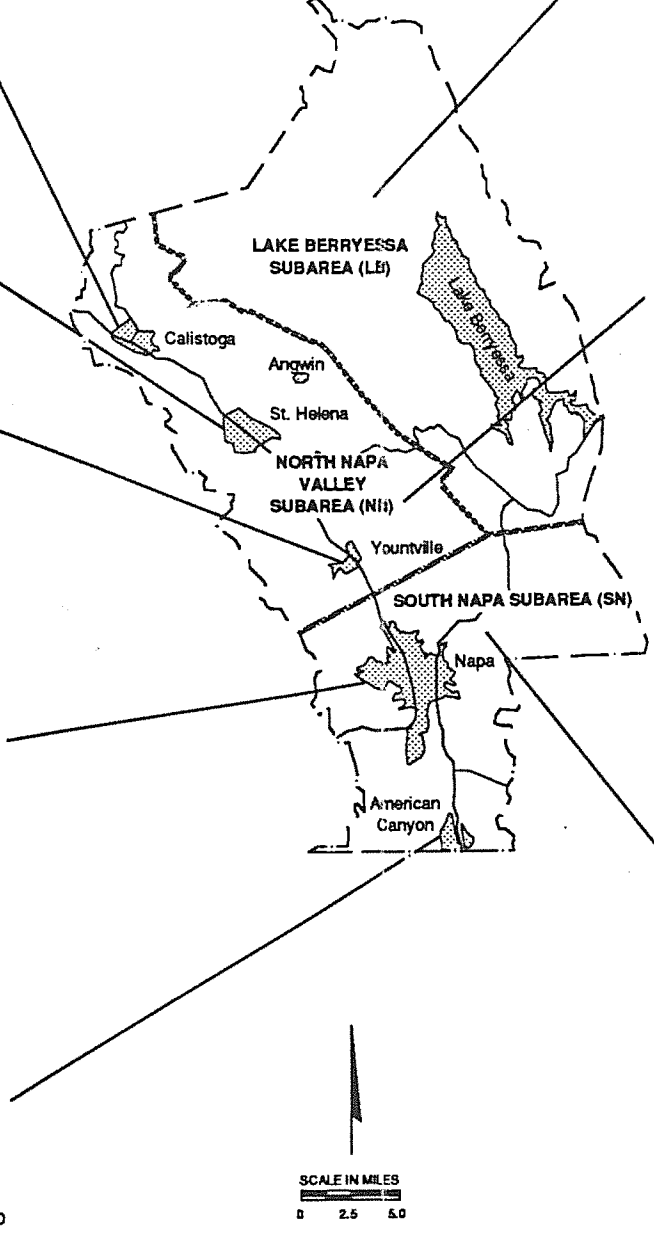 LAKE BERRYESSA
SUBAREA (LB)
Lake Berryessa
Calistoga
Angwin
St. Helena
NORTH NAPA
VALLEY
SUBAREA (NH)
Yountville
SOUTH NAPA SUBAREA (SN)
Napa
American
Canyon
SCALE IN MILES
0 2.5 5.0